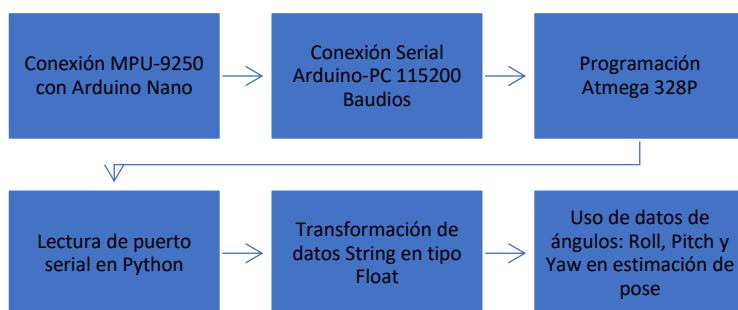 Conexión MPU-9250
con Arduino Nano
Conexión Serial
Arduino-PC 115200
Baudios
Programación
Atmega 328P
Lectura de puerto
serial en Python
Transformación de
datos String en tipo
Float
Uso de datos de
ángulos: Roll, Pitch y
Yaw en estimación de
pose